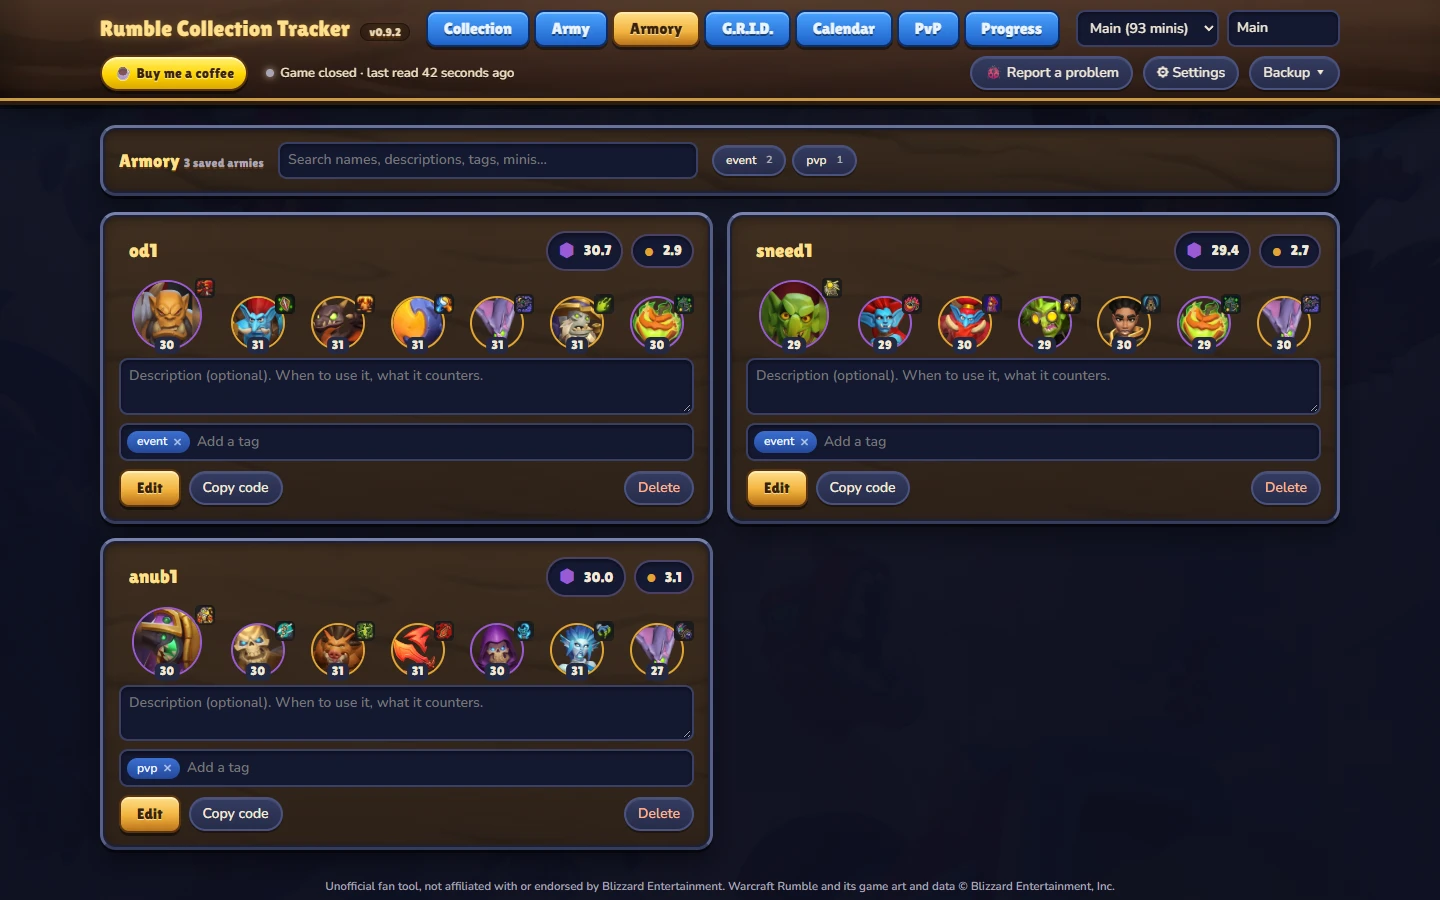 Rumble Collection Tracker v0.9.2 Collection Army Armory G.R.I.D. Calendar PvP Progress Main (93 minis) Main
Buy me a coffee Game closed · last read 42 seconds ago Report a problem Settings Backup
Armory 3 saved armies Search names, descriptions, tags, minis... event 2 pvp 1
od1 30.7 2.9
30 31 31 31 31 31 30
Description (optional). When to use it, what it counters.
event × Add a tag
Edit Copy code Delete
sneed1 29.4 2.7
29 29 30 29 30 29 30
Description (optional). When to use it, what it counters.
event × Add a tag
Edit Copy code Delete
anub1 30.0 3.1
30 30 31 31 30 31 27
Description (optional). When to use it, what it counters.
pvp × Add a tag
Edit Copy code Delete
Unofficial fan tool, not affiliated with or endorsed by Blizzard Entertainment. Warcraft Rumble and its game art and data © Blizzard Entertainment, Inc.